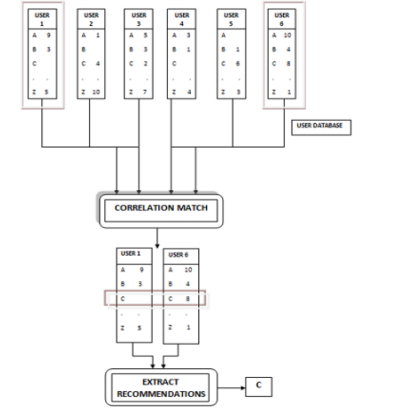 USER 1
A 9
B 3
C
. .
Z 5
USER 2
A 1
B
C 4
. .
Z 10
USER 3
A 5
B 3
C 2
. .
Z 7
USER 4
A 3
B 1
C
. .
Z 4
USER 5
A
B 1
C 6
. .
Z 3
USER 6
A 10
B 4
C 8
. .
Z 1
USER DATABASE
CORRELATION MATCH
USER 1
A 9
B 3
C
. .
Z 5
USER 6
A 10
B 4
C 8
. .
Z 1
EXTRACT
RECOMMENDATIONS
C